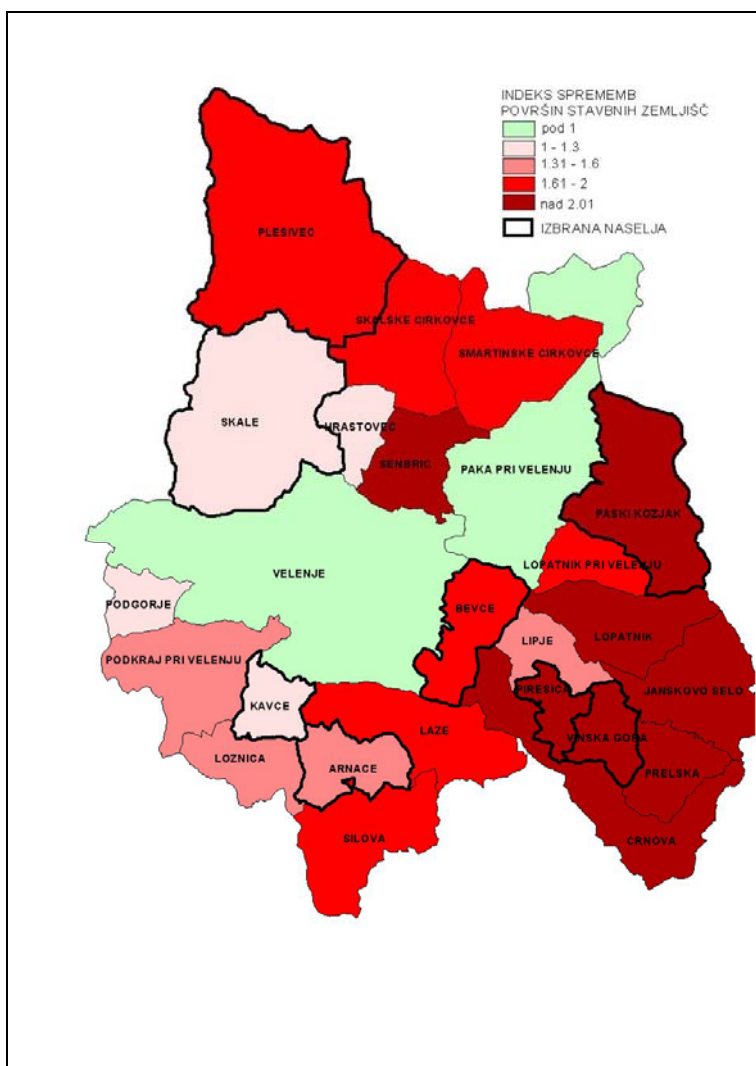 INDEKS SPREMEMB
POVRŠIN STAVBNIH ZEMLJIŠČ
pod 1
1 - 1.3
1.31 - 1.6
1.61 - 2
nad 2.01
IZBRANA NASELJA
PLESIVEC
SKALSKE CIRKOVCE
SMARTINSKE CIRKOVCE
SKALE
HRASTOVEC
SENBRIC
PAKA PRI VELENJU
PASKI KOZJAK
LOPATNIK PRI VELENJU
VELENJE
BEVCE
PODGORJE
LIPJE
LOPATNIK
PODKRAJ PRI VELENJU
JANSKOVO SELO
PIRESICA
KAVCE
LAZE
VINSKA GORA
LOZNICA
ARNACE
PRELSKA
SILOVA
CRNOVA